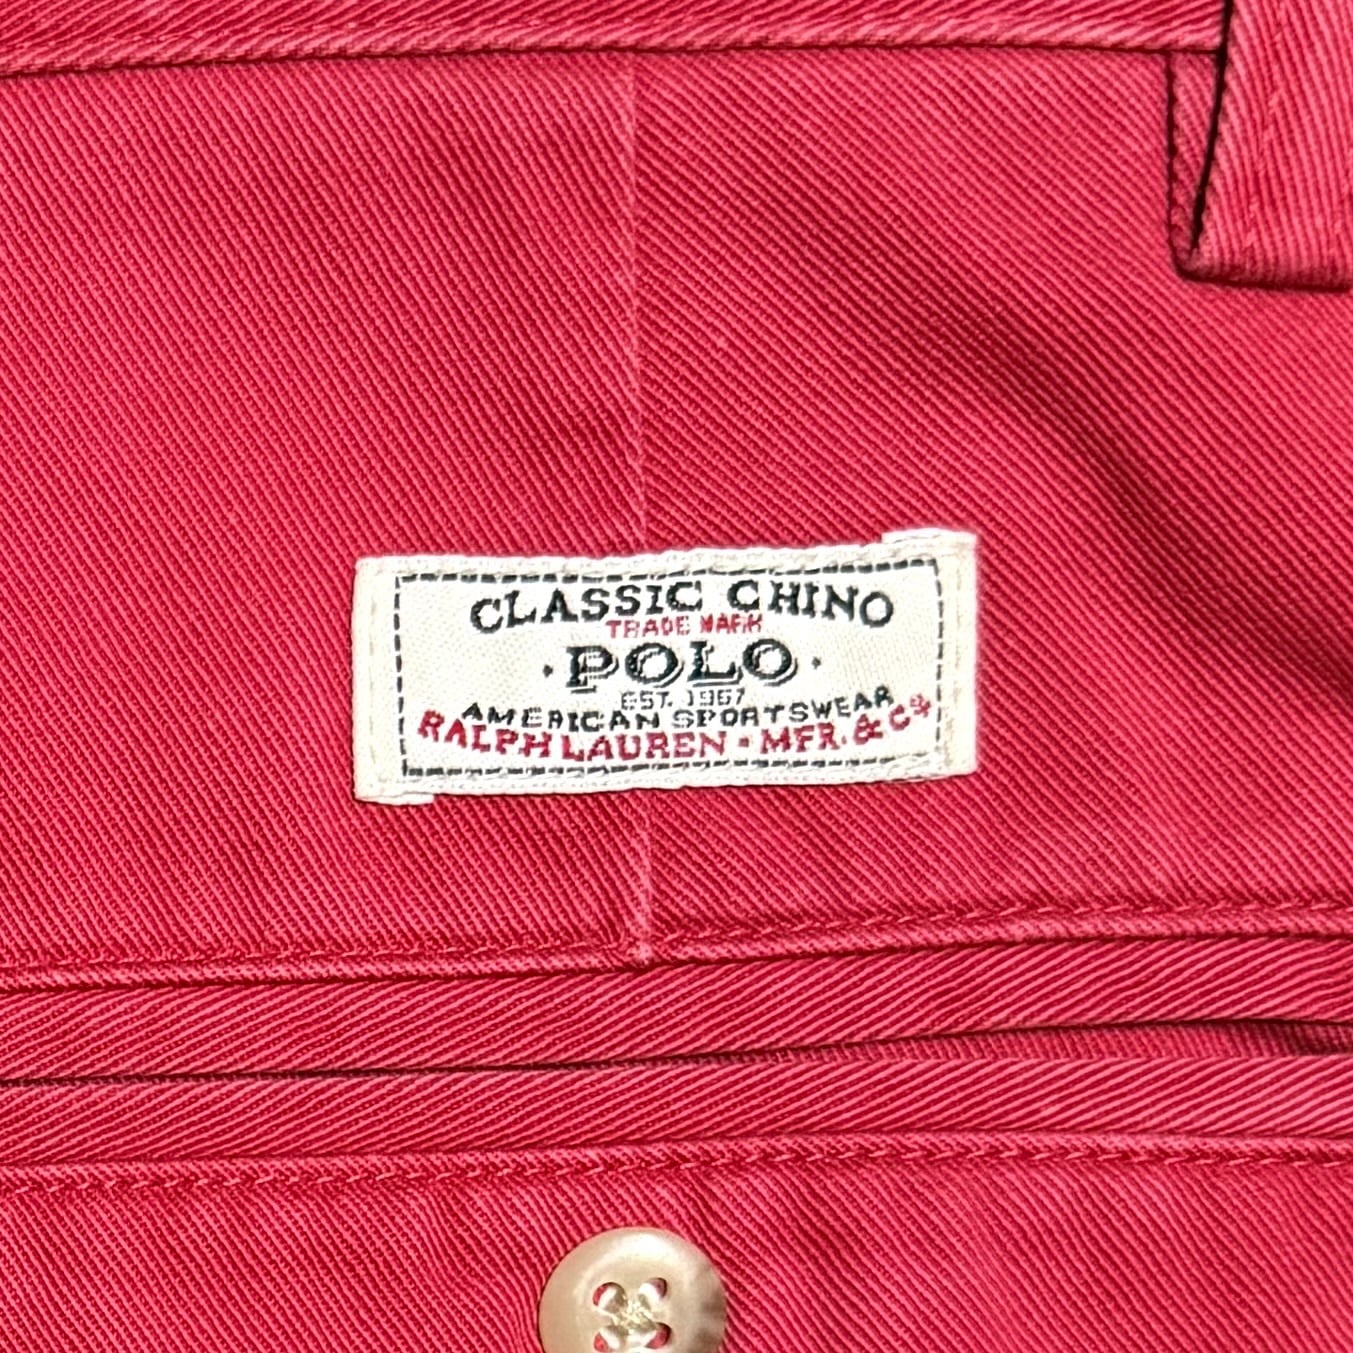 CLASSIC CHINO
TRADE MARK
· POLO ·
EST. 1967
AMERICAN SPORTSWEAR
RALPH LAUREN · MFR. & Cº